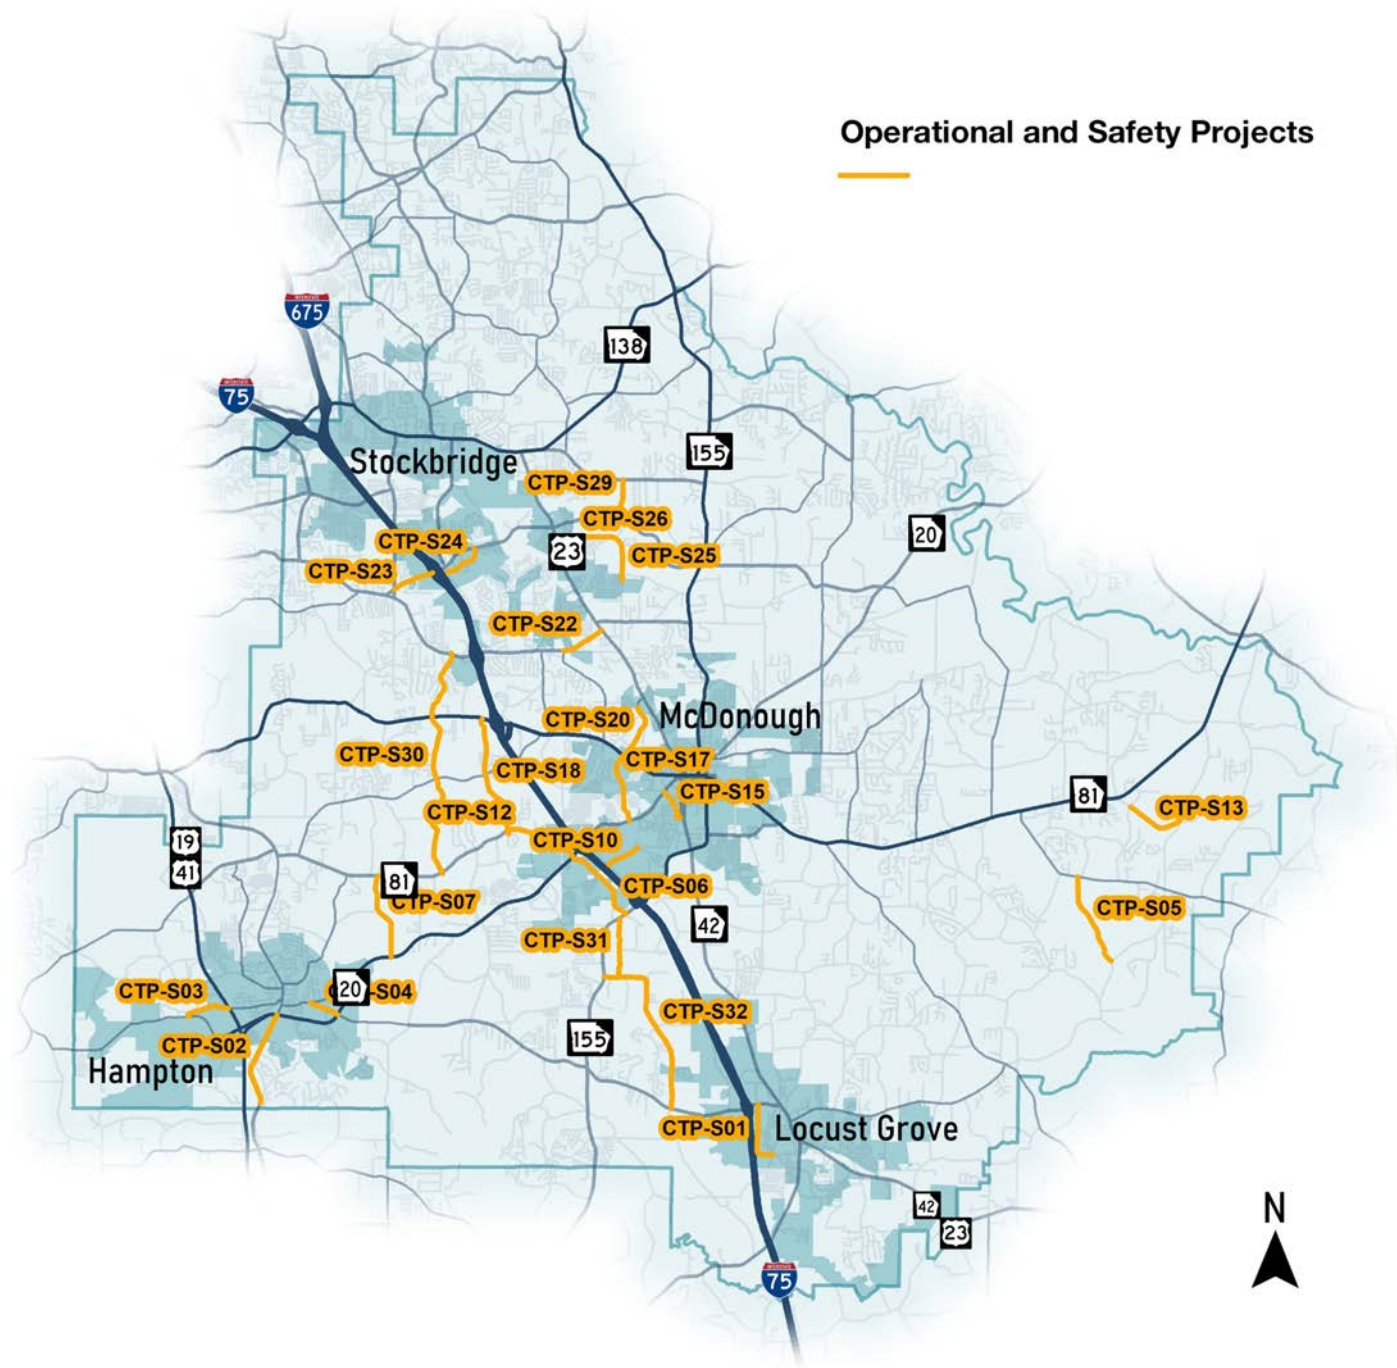 Operational and Safety Projects
INTERSTATE
675
138
INTERSTATE
75
155
Stockbridge
CTP-S29
CTP-S26
20
CTP-S24
23
CTP-S25
CTP-S23
CTP-S22
CTP-S20
McDonough
CTP-S30
CTP-S17
CTP-S18
CTP-S15
81
CTP-S13
CTP-S12
19
CTP-S10
41
81
CTP-S06
CTP-S07
CTP-S05
42
CTP-S31
CTP-S03
20
-S04
CTP-S32
155
CTP-S02
Hampton
CTP-S01
Locust Grove
42
N
23
INTERSTATE
75